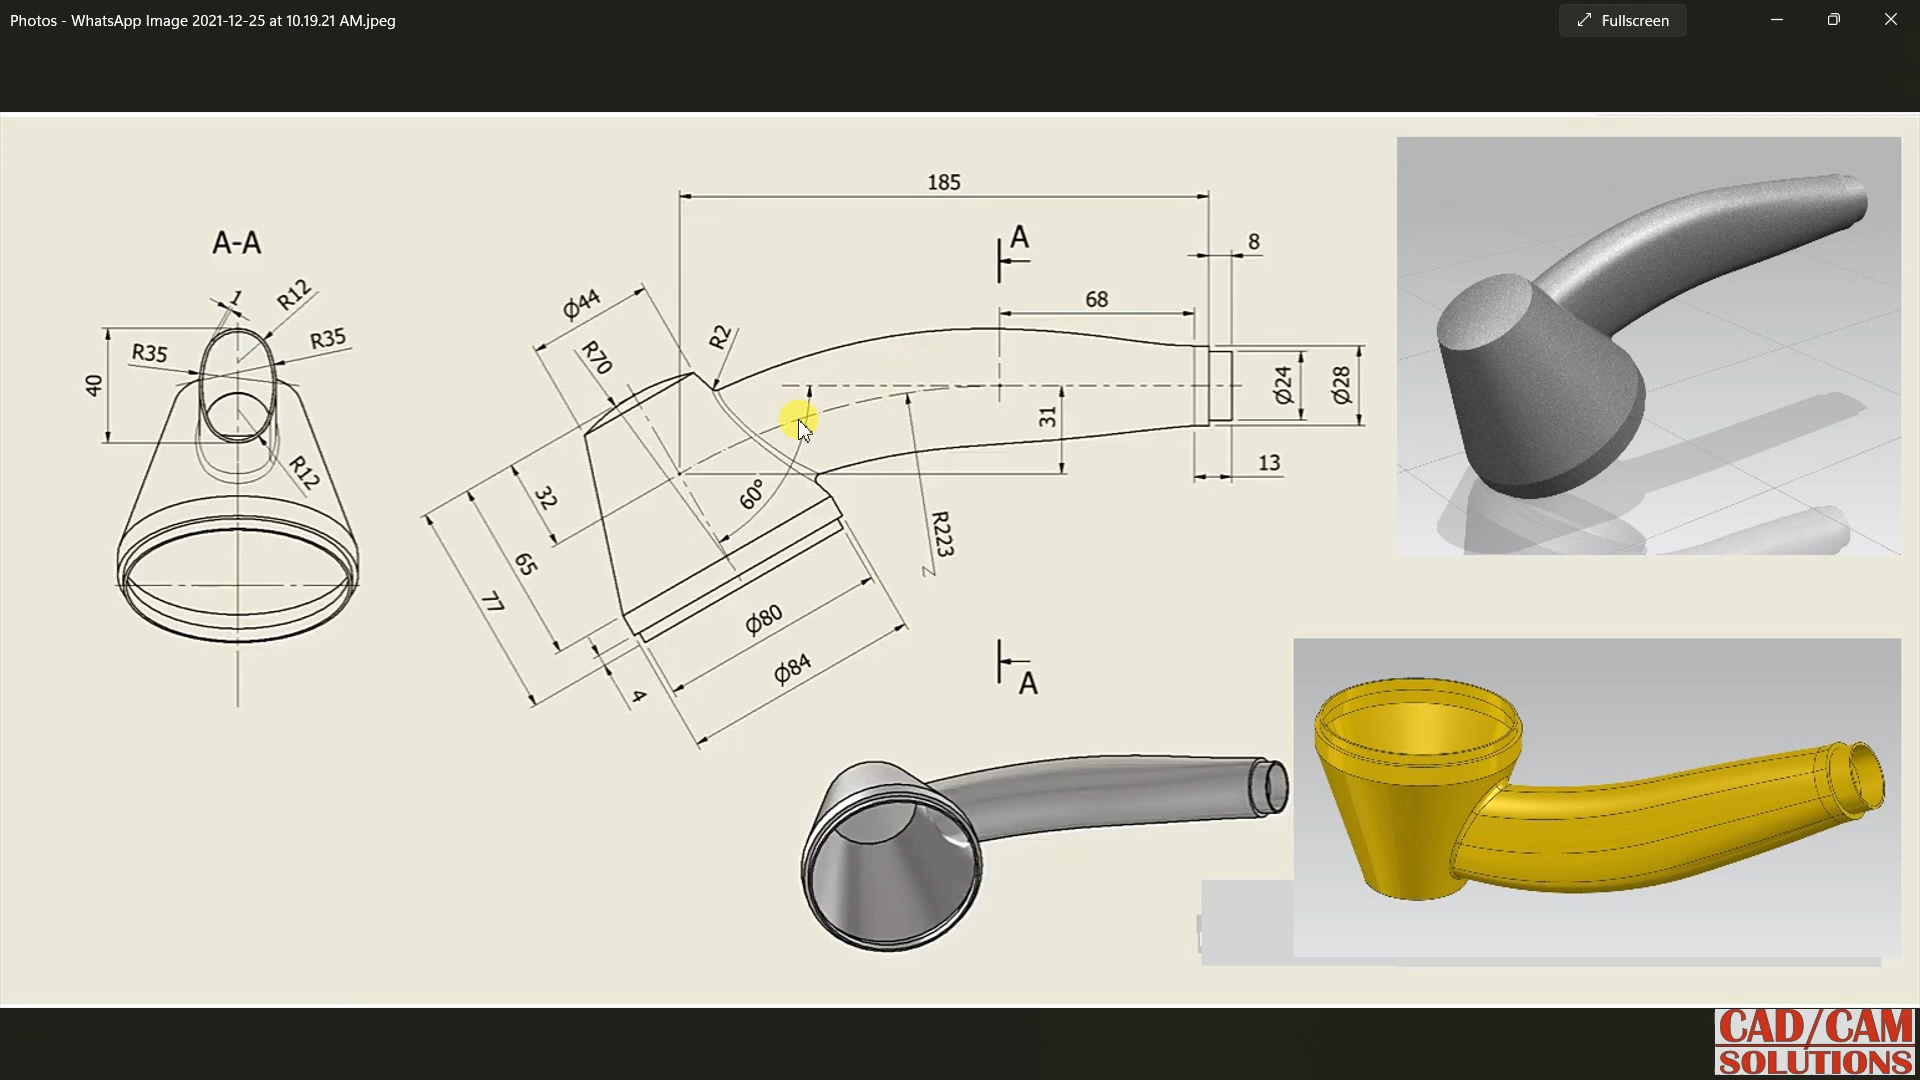 Photos - WhatsApp Image 2021-12-25 at 10.19.21 AM.jpeg
Fullscreen
A-A
1
R12
R35
R35
40
R12
185
A
8
68
Ø44
R2
R70
31
Ø24
Ø28
13
60°
R223
32
65
77
4
Ø80
Ø84
A
CAD/CAM
SOLUTIONS